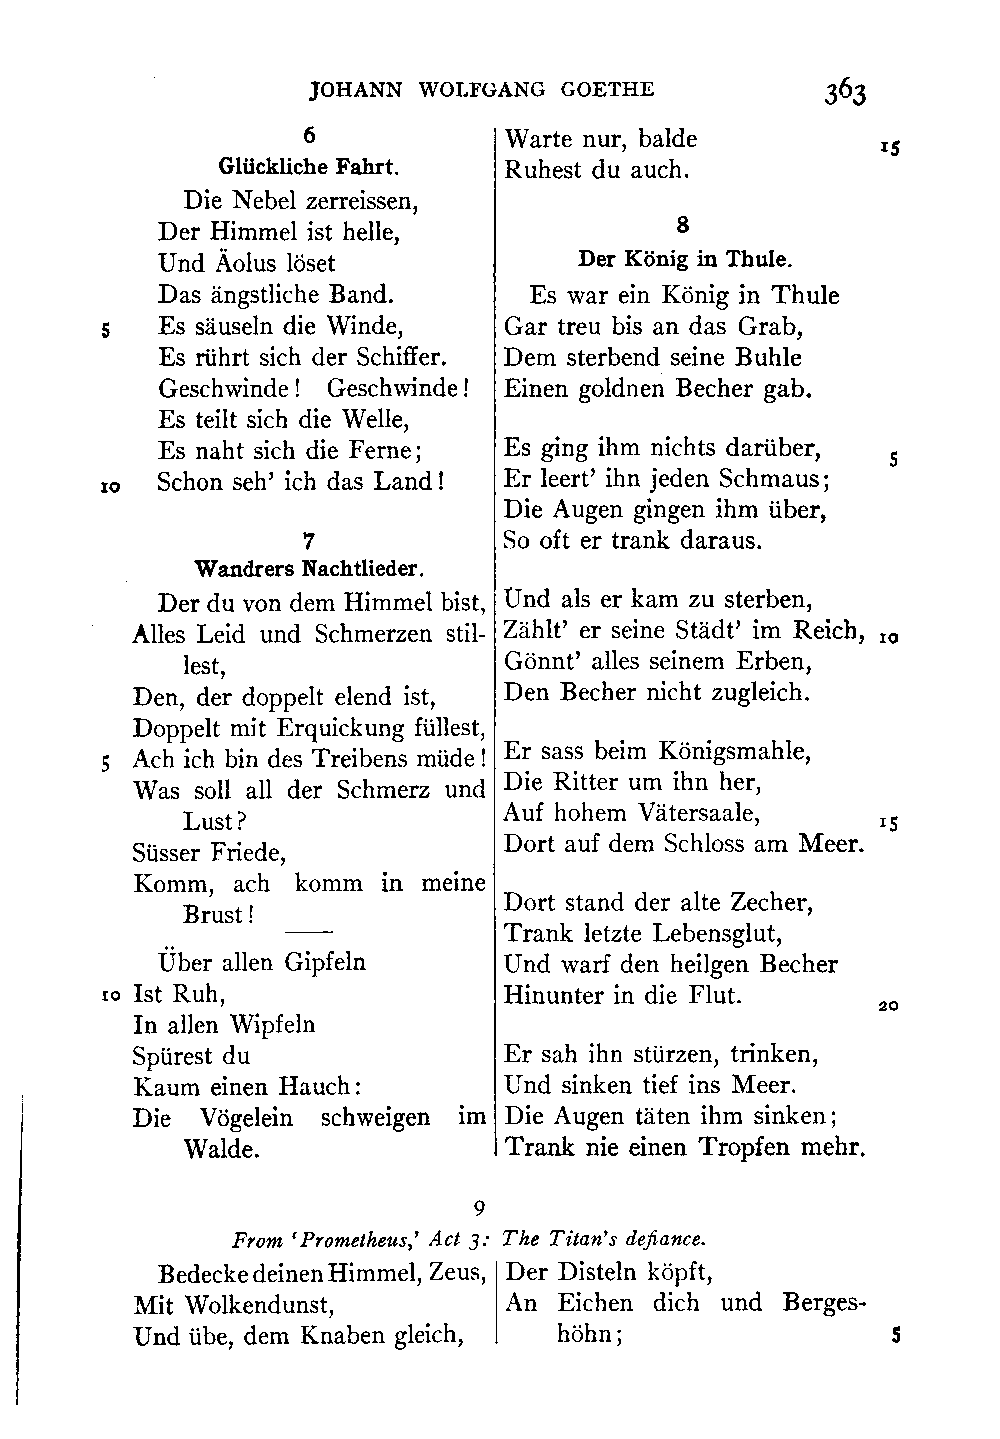 JOHANN WOLFGANG GOETHE 363
6
Glückliche Fahrt.
Die Nebel zerreissen,
Der Himmel ist helle,
Und Äolus löset
Das ängstliche Band.
5 Es säuseln die Winde,
Es rührt sich der Schiffer.
Geschwinde! Geschwinde!
Es teilt sich die Welle,
Es naht sich die Ferne;
10 Schon seh' ich das Land!
7
Wandrers Nachtlieder.
Der du von dem Himmel bist,
Alles Leid und Schmerzen stil-
lest,
Den, der doppelt elend ist,
Doppelt mit Erquickung füllest,
5 Ach ich bin des Treibens müde!
Was soll all der Schmerz und
Lust?
Süsser Friede,
Komm, ach komm in meine
Brust!
Über allen Gipfeln
10 Ist Ruh,
In allen Wipfeln
Spürest du
Kaum einen Hauch:
Die Vögelein schweigen im
Walde.
Warte nur, balde 15
Ruhest du auch.
8
Der König in Thule.
Es war ein König in Thule
Gar treu bis an das Grab,
Dem sterbend seine Buhle
Einen goldnen Becher gab.
Es ging ihm nichts darüber, 5
Er leert' ihn jeden Schmaus;
Die Augen gingen ihm über,
So oft er trank daraus.
Und als er kam zu sterben,
Zählt' er seine Städt' im Reich, 10
Gönnt' alles seinem Erben,
Den Becher nicht zugleich.
Er sass beim Königsmahle,
Die Ritter um ihn her,
Auf hohem Vätersaale, 15
Dort auf dem Schloss am Meer.
Dort stand der alte Zecher,
Trank letzte Lebensglut,
Und warf den heilgen Becher
Hinunter in die Flut. 20
Er sah ihn stürzen, trinken,
Und sinken tief ins Meer.
Die Augen täten ihm sinken;
Trank nie einen Tropfen mehr.
9
From 'Prometheus,' Act 3: The Titan's defiance.
Bedecke deinen Himmel, Zeus,
Mit Wolkendunst,
Und übe, dem Knaben gleich,
Der Disteln köpft,
An Eichen dich und Berges-
höhn; 5